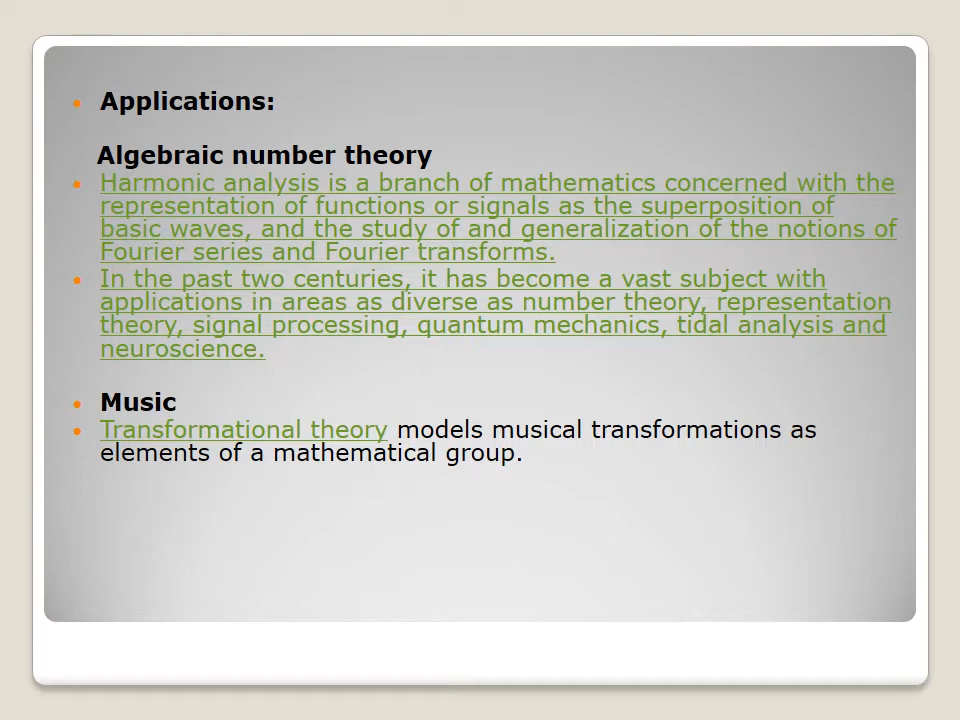 • Applications:
Algebraic number theory
• Harmonic analysis is a branch of mathematics concerned with the
representation of functions or signals as the superposition of
basic waves, and the study of and generalization of the notions of
Fourier series and Fourier transforms.
• In the past two centuries, it has become a vast subject with
applications in areas as diverse as number theory, representation
theory, signal processing, quantum mechanics, tidal analysis and
neuroscience.
• Music
• Transformational theory models musical transformations as
elements of a mathematical group.